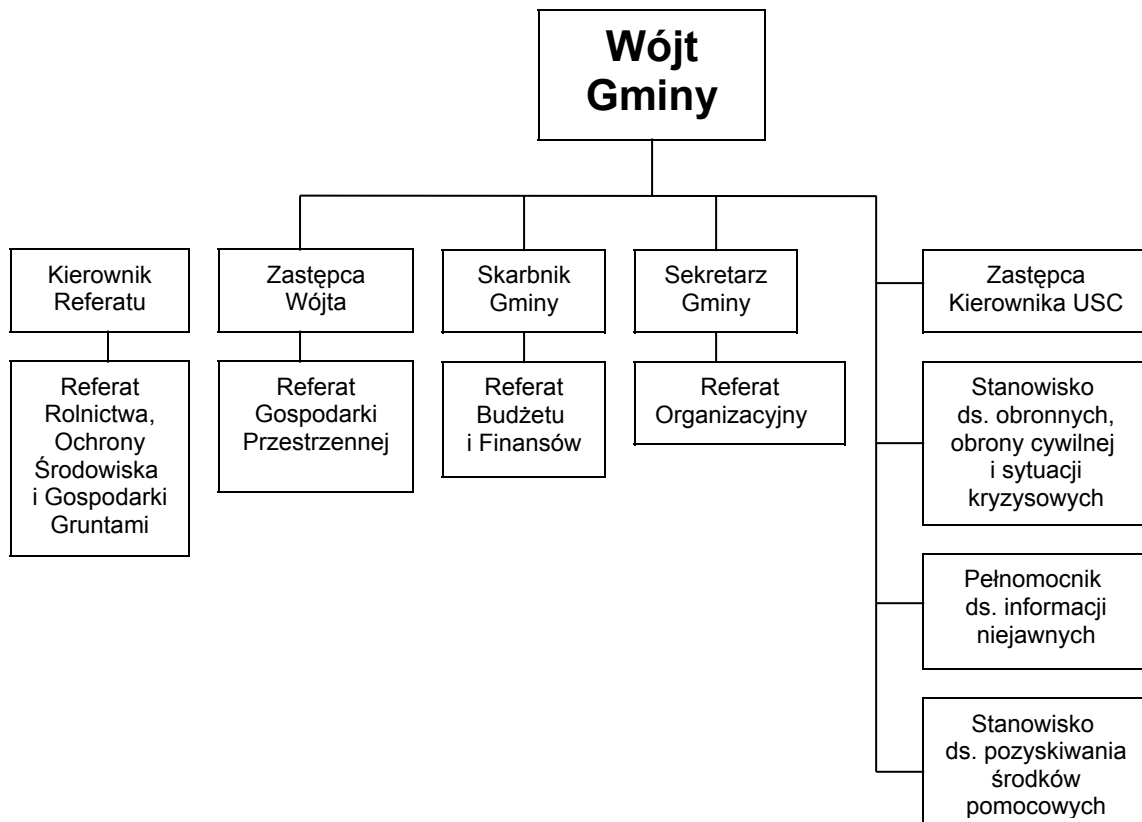 Wójt
Gminy
Kierownik
Referatu
Zastępca
Wójta
Skarbnik
Gminy
Sekretarz
Gminy
Zastępca
Kierownika USC
Referat
Rolnictwa,
Ochrony
Środowiska
i Gospodarki
Gruntami
Referat
Gospodarki
Przestrzennej
Referat
Budżetu
i Finansów
Referat
Organizacyjny
Stanowisko
ds. obronnych,
obrony cywilnej
i sytuacji
kryzysowych
Pełnomocnik
ds. informacji
niejawnych
Stanowisko
ds. pozyskiwania
środków
pomocowych